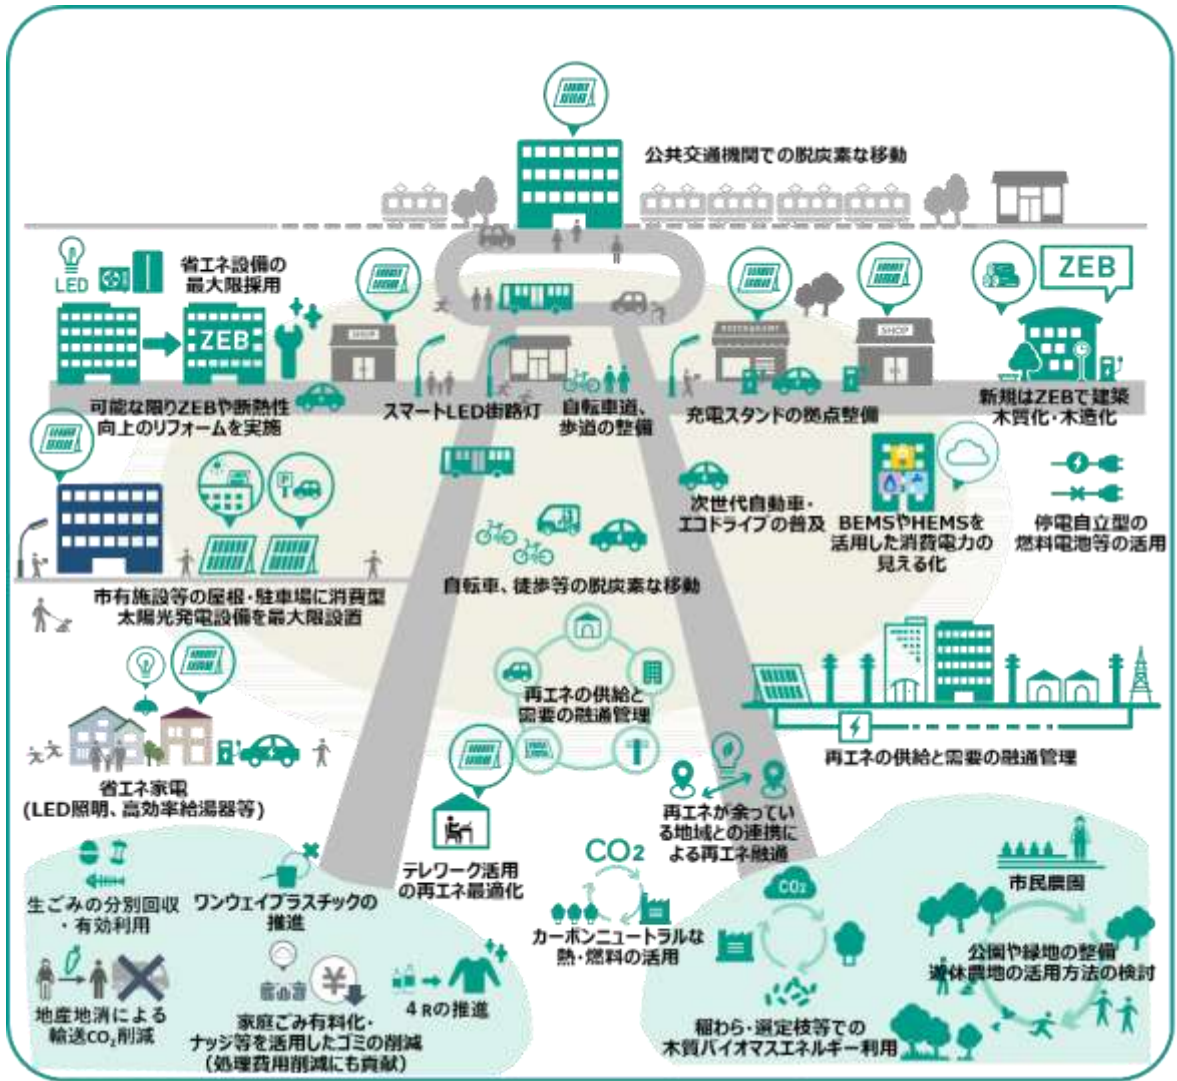 公共交通機関での脱炭素な移動
LED
省エネ設備の
最大限採用
ZEB
ZEB
SHOP
RESTAURANT
SHOP
可能な限りZEBや断熱性
向上のリフォームを実施
スマートLED街路灯
自転車道、
歩道の整備
充電スタンドの拠点整備
新規はZEBで建築
木質化・木造化
P
次世代自動車・
エコドライブの普及
BEMSやHEMSを
活用した消費電力の
見える化
停電自立型の
燃料電池等の活用
市有施設等の屋根・駐車場に消費型
太陽光発電設備を最大限設置
自転車、徒歩等の脱炭素な移動
再エネの供給と
需要の融通管理
再エネの供給と需要の融通管理
省エネ家電
(LED照明、高効率給湯器等)
テレワーク活用
の再エネ最適化
再エネが余ってい
る地域との連携に
よる再エネ融通
生ごみの分別回収
・有効利用
ワンウェイプラスチックの
推進
CO2
カーボンニュートラルな
熱・燃料の活用
CO2
市民農園
公園や緑地の整備
遊休農地の活用方法の検討
地産地消による
輸送CO2削減
¥
家庭ごみ有料化・
ナッジ等を活用したゴミの削減
（処理費用削減にも貢献）
4Rの推進
稲わら・選定枝等での
木質バイオマスエネルギー利用